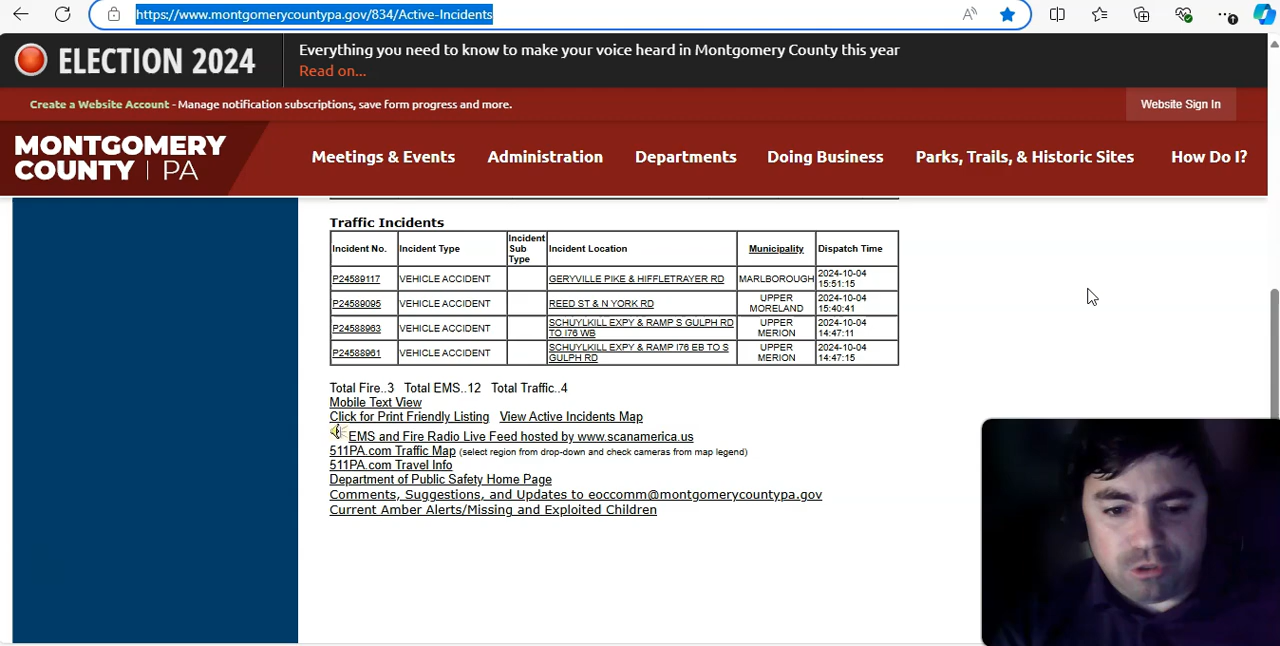 https://www.montgomerycountypa.gov/834/Active-Incidents
ELECTION 2024
Everything you need to know to make your voice heard in Montgomery County this year
Read on...
Create a Website Account - Manage notification subscriptions, save form progress and more.
Website Sign In
MONTGOMERY
COUNTY | PA
Meetings & Events
Administration
Departments
Doing Business
Parks, Trails, & Historic Sites
How Do I?
Traffic Incidents
Incident No.
Incident Type
Incident
Sub
Type
Incident Location
Municipality
Dispatch Time
P24589117
VEHICLE ACCIDENT
GERYVILLE PIKE & HIFFLETRAYER RD
MARLBOROUGH
2024-10-04
15:51:15
P24589095
VEHICLE ACCIDENT
REED ST & N YORK RD
UPPER
MORELAND
2024-10-04
15:40:41
P24588963
VEHICLE ACCIDENT
SCHUYLKILL EXPY & RAMP S GULPH RD
TO I76 WB
UPPER
MERION
2024-10-04
14:47:11
P24588961
VEHICLE ACCIDENT
SCHUYLKILL EXPY & RAMP I76 EB TO S
GULPH RD
UPPER
MERION
2024-10-04
14:47:15
Total Fire..3 Total EMS..12 Total Traffic..4
Mobile Text View
Click for Print Friendly Listing View Active Incidents Map
EMS and Fire Radio Live Feed hosted by www.scanamerica.us
511PA.com Traffic Map (select region from drop-down and check cameras from map legend)
511PA.com Travel Info
Department of Public Safety Home Page
Comments, Suggestions, and Updates to eoccomm@montgomerycountypa.gov
Current Amber Alerts/Missing and Exploited Children